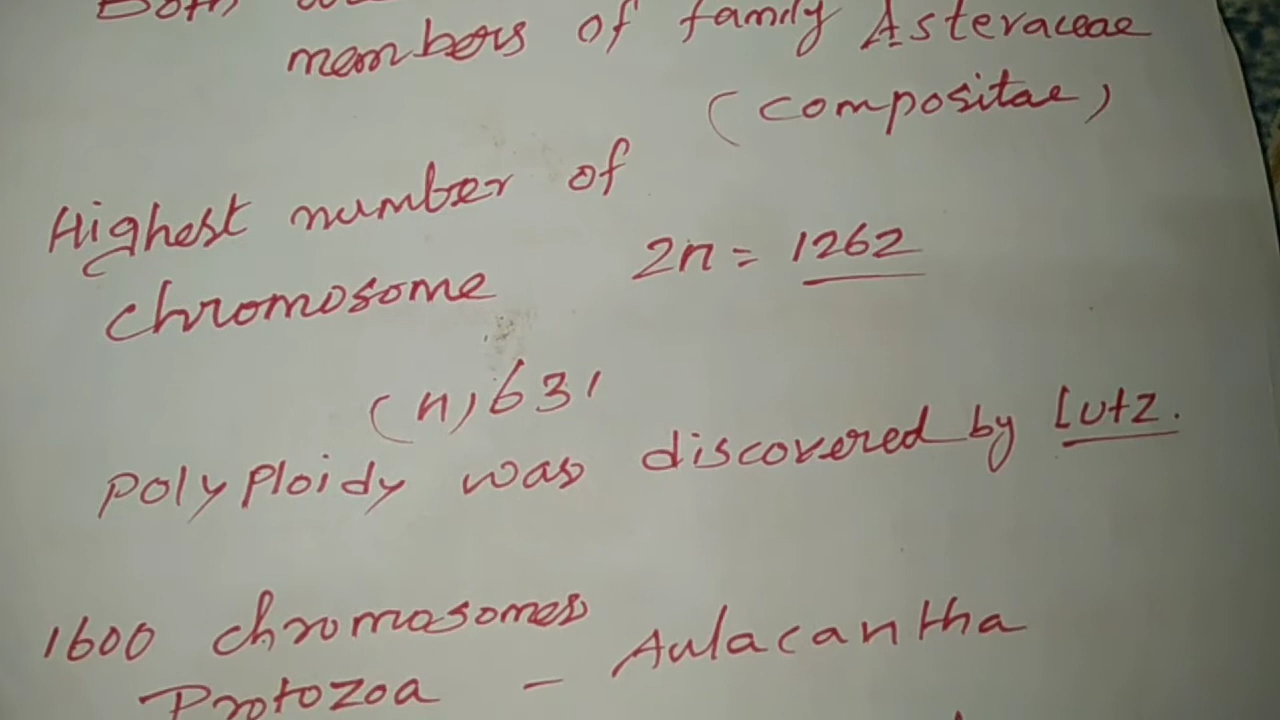 Both
members of family Asteraceae
(compositae)
Highest number of
chromosome 2n = 1262
(n) 631
polyploidy was discovered by Lutz.
1600 chromosomes
Protozoa - Aulacantha